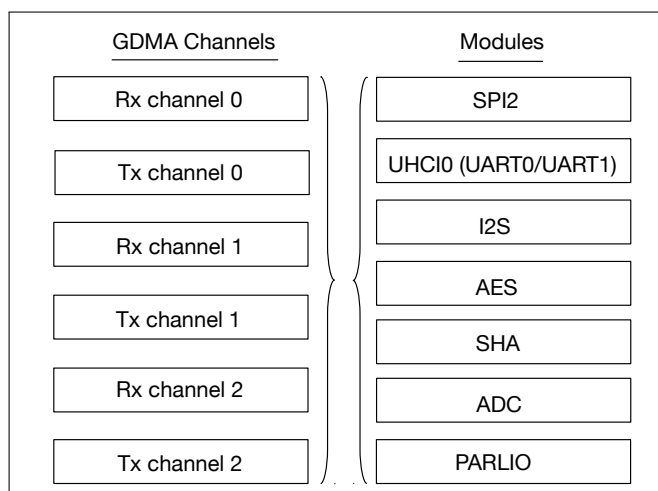 GDMA Channels
Rx channel 0
Tx channel 0
Rx channel 1
Tx channel 1
Rx channel 2
Tx channel 2
Modules
SPI2
UHCI0 (UART0/UART1)
I2S
AES
SHA
ADC
PARLIO